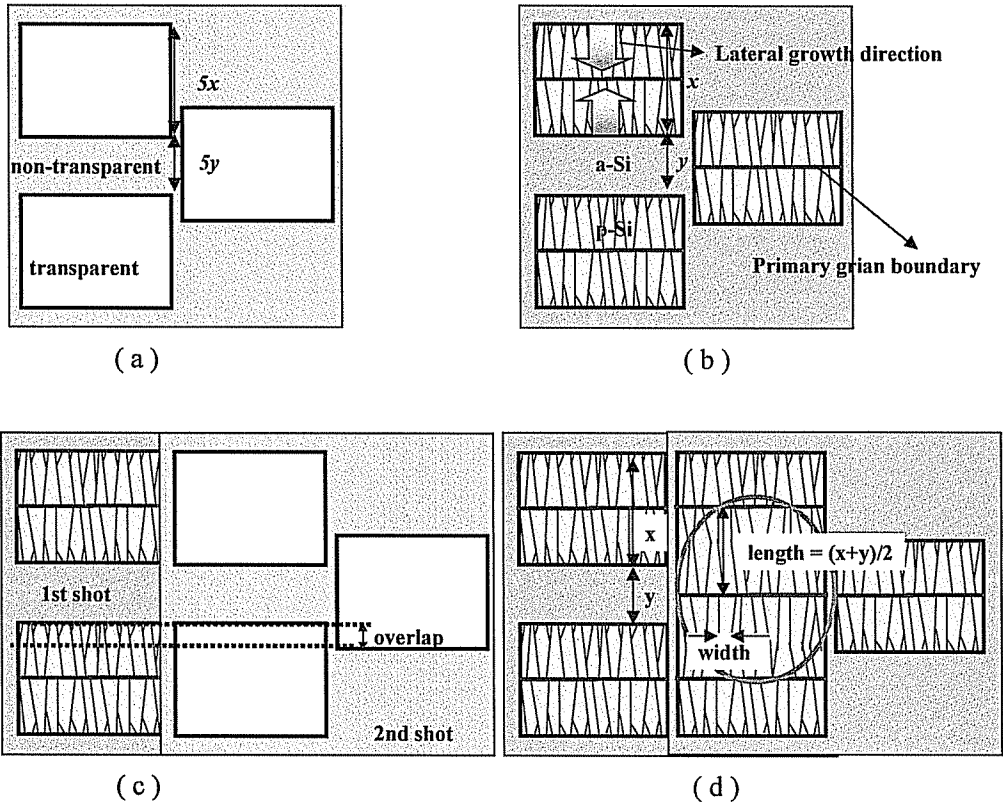 5x
non-transparent
5y
transparent
( a )
Lateral growth direction
x
a-Si
y
p-Si
Primary grian boundary
( b )
1st shot
overlap
2nd shot
( c )
x
length = (x+y)/2
y
width
( d )